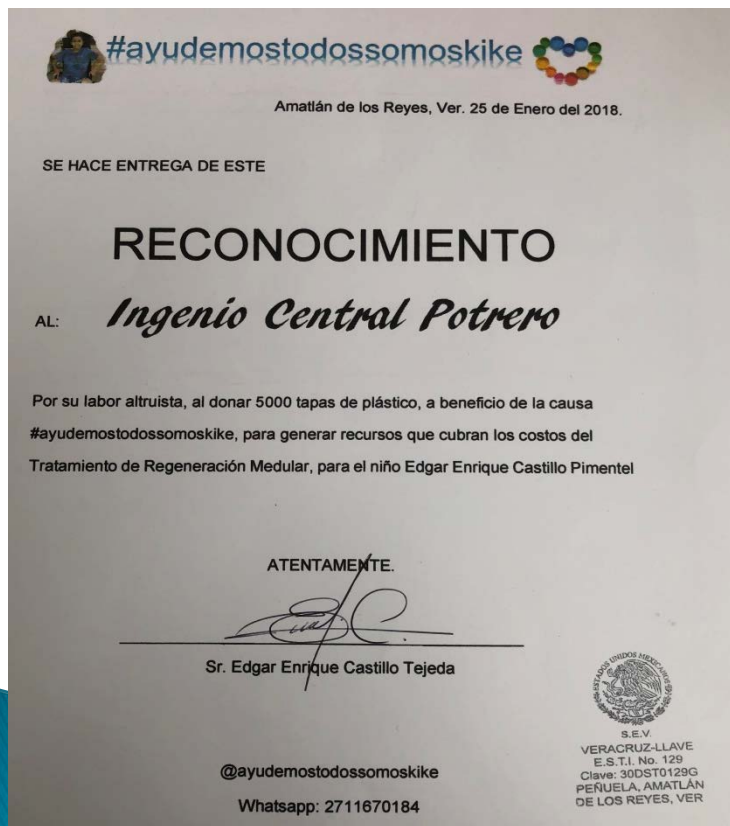 #ayudemostodossomoskike
Amatlán de los Reyes, Ver. 25 de Enero del 2018.
SE HACE ENTREGA DE ESTE
RECONOCIMIENTO
AL: Ingenio Central Potrero
Por su labor altruista, al donar 5000 tapas de plástico, a beneficio de la causa
#ayudemostodossomoskike, para generar recursos que cubran los costos del
Tratamiento de Regeneración Medular, para el niño Edgar Enrique Castillo Pimentel
ATENTAMENTE.
Sr. Edgar Enrique Castillo Tejeda
@ayudemostodossomoskike
Whatsapp: 2711670184
ESTADOS UNIDOS MEXICANOS
S.E.V.
VERACRUZ-LLAVE
E.S.T.I. No. 129
Clave: 30DST0129G
PEÑUELA, AMATLÁN
DE LOS REYES, VER